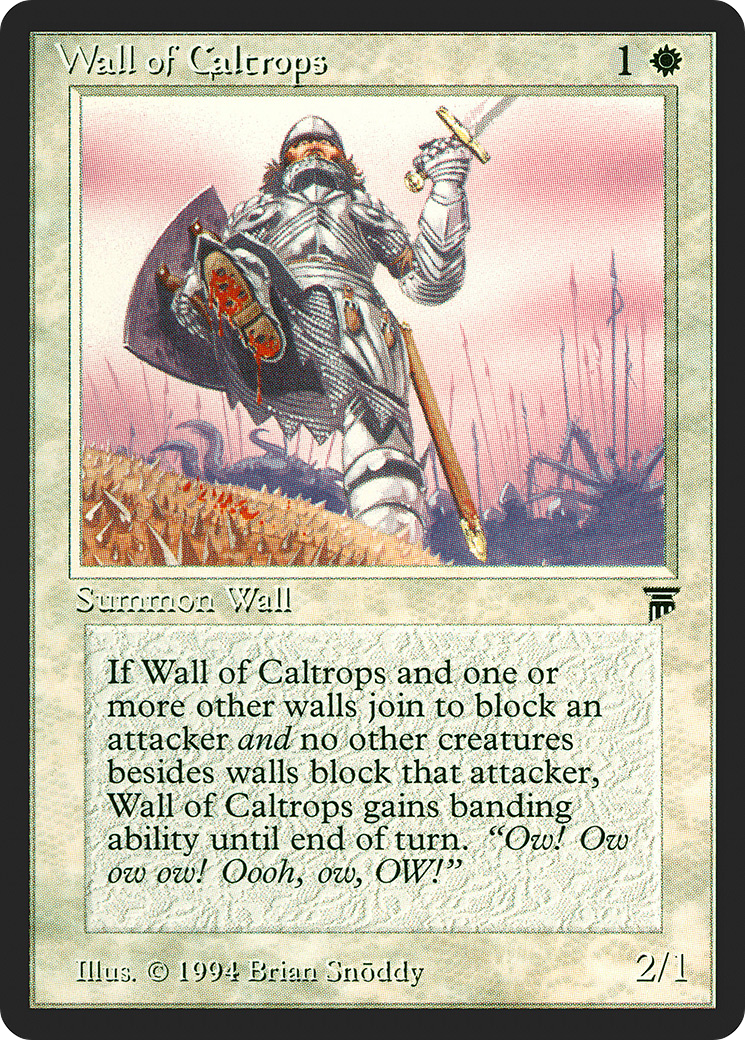 Wall of Caltrops 1
Summon Wall
If Wall of Caltrops and one or
more other walls join to block an
attacker and no other creatures
besides walls block that attacker,
Wall of Caltrops gains banding
ability until end of turn. “Ow! Ow
ow ow! Oooh, ow, OW!”
Illus. © 1994 Brian Snōddy 2/1